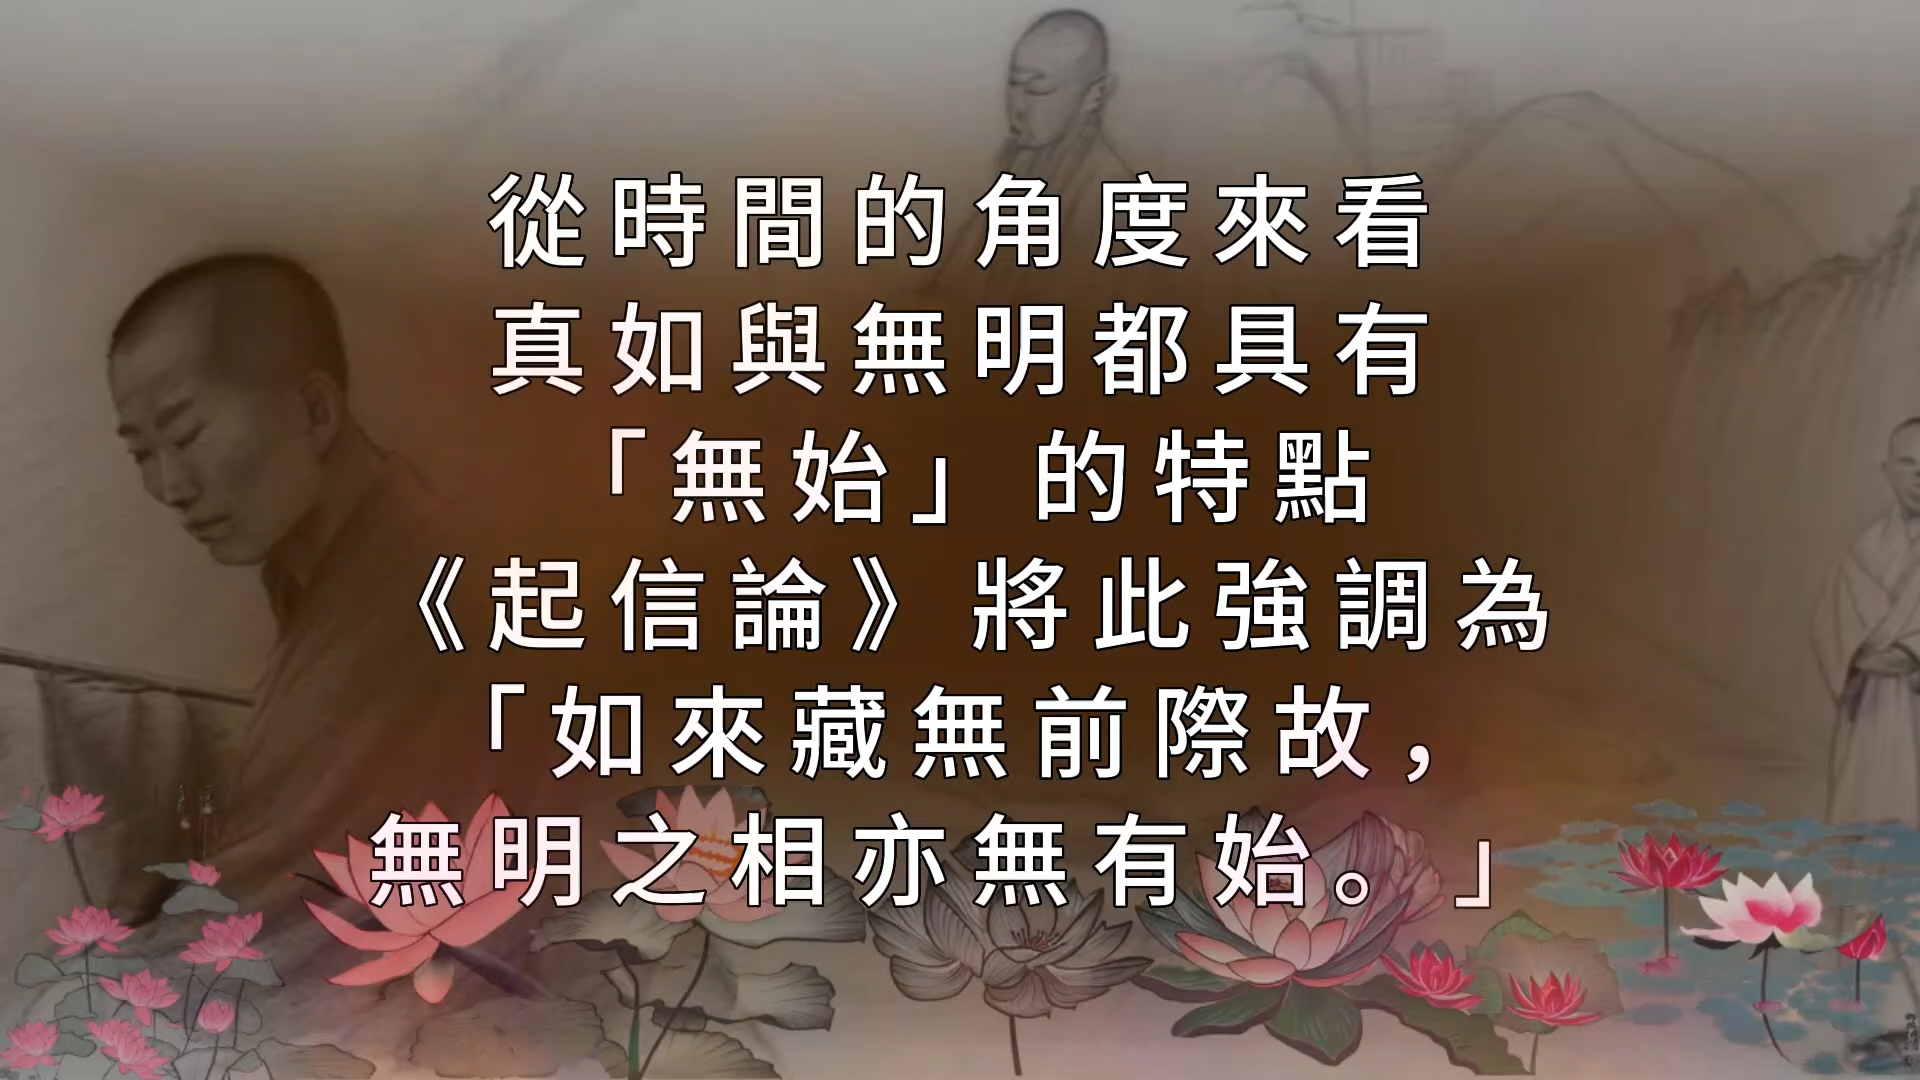 從時間的角度來看
真如與無明都具有
「無始」的特點
《起信論》將此強調為
「如來藏無前際故，
無明之相亦無有始。」